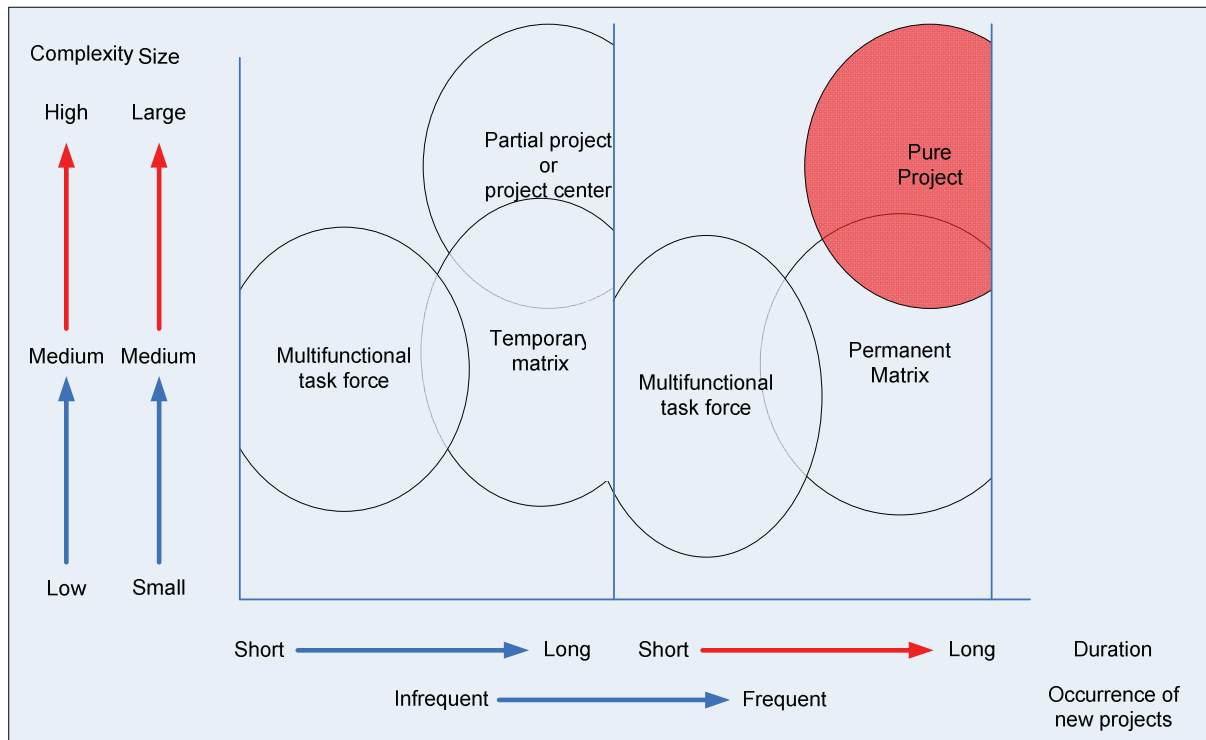 Complexity Size
High Large
Partial project
or
project center
Pure
Project
Medium Medium
Multifunctional
task force
Temporary
matrix
Multifunctional
task force
Permanent
Matrix
Low Small
Short Long Short Long Duration
Infrequent Frequent Occurrence of
new projects